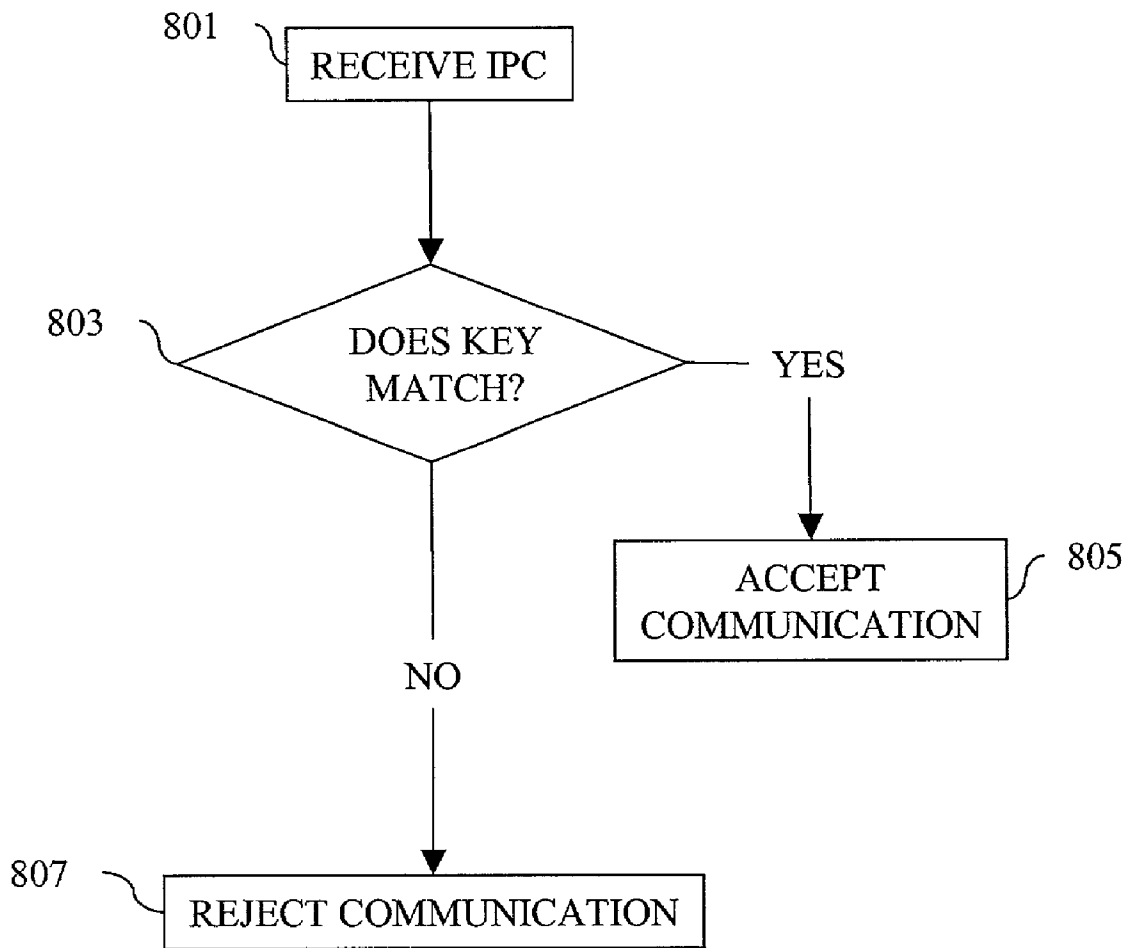 801
RECEIVE IPC
803
DOES KEY
MATCH?
YES
805
ACCEPT
COMMUNICATION
NO
807
REJECT COMMUNICATION